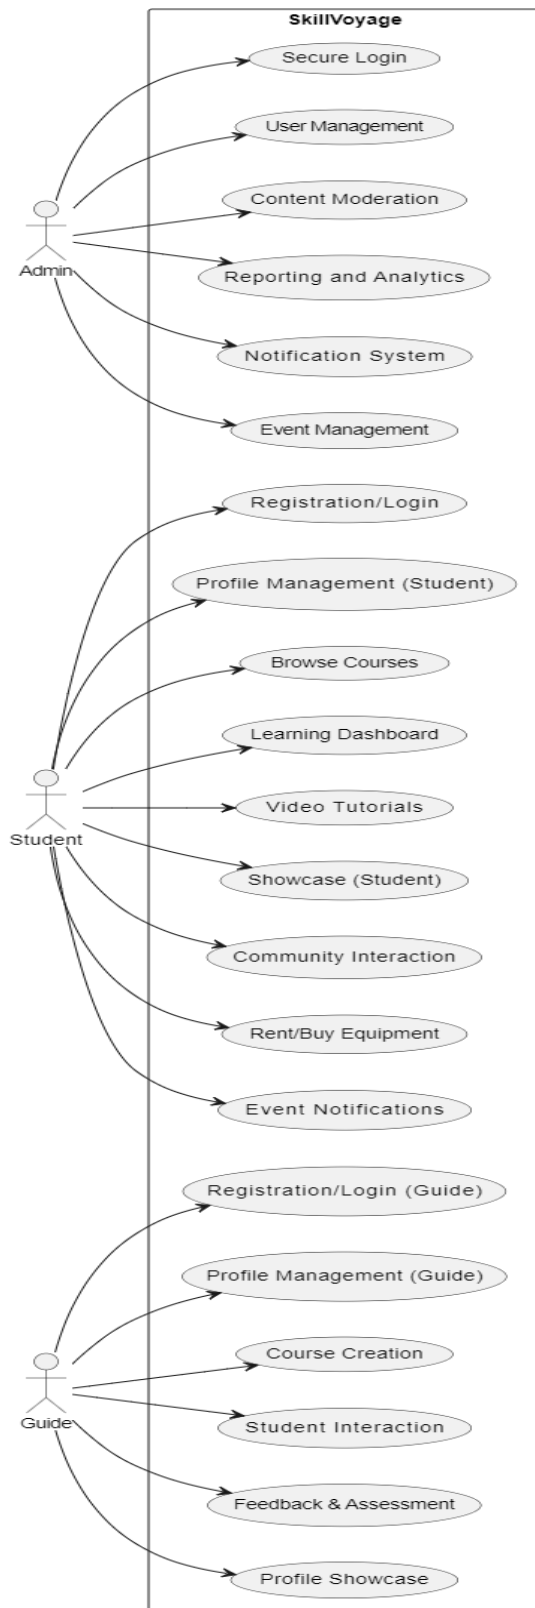 SkillVoyage
Secure Login
User Management
Content Moderation
Admin
Reporting and Analytics
Notification System
Event Management
Registration/Login
Profile Management (Student)
Browse Courses
Learning Dashboard
Video Tutorials
Student
Showcase (Student)
Community Interaction
Rent/Buy Equipment
Event Notifications
Registration/Login (Guide)
Profile Management (Guide)
Course Creation
Guide
Student Interaction
Feedback & Assessment
Profile Showcase